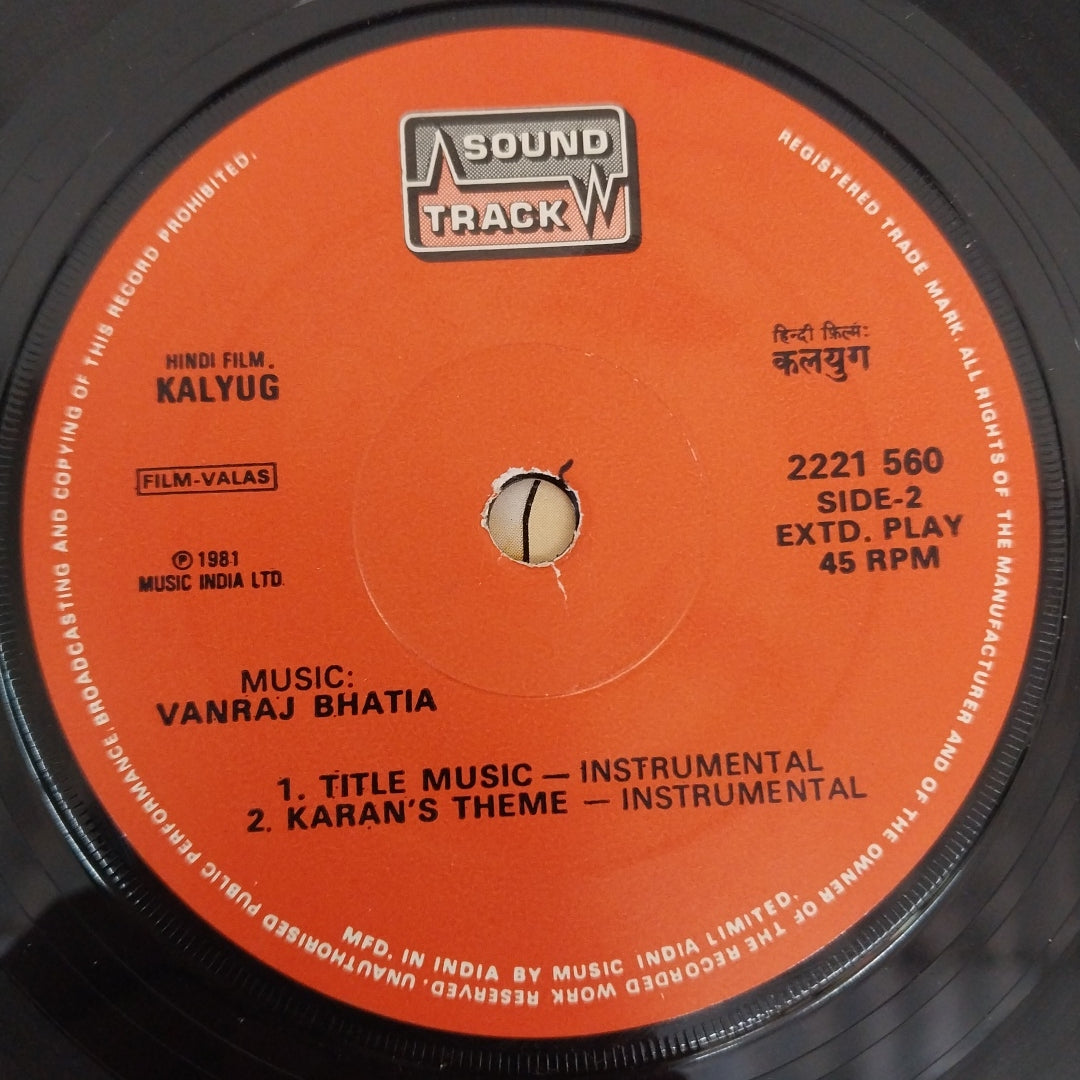 SOUND
TRACK
HINDI FILM.
KALYUG
FILM-VALAS
℗ 1981
MUSIC INDIA LTD.
हिन्दी फ़िल्म:
कलयुग
2221 560
SIDE-2
EXTD. PLAY
45 RPM
MUSIC:
VANRAJ BHATIA
1. TITLE MUSIC — INSTRUMENTAL
2. KARAN'S THEME — INSTRUMENTAL
MFD. IN INDIA BY MUSIC INDIA LIMITED.
REGISTERED TRADE MARK. ALL RIGHTS OF THE MANUFACTURER AND OF THE OWNER OF THE RECORDED WORK RESERVED. UNAUTHORISED PUBLIC PERFORMANCE, BROADCASTING AND COPYING OF THIS RECORD PROHIBITED.